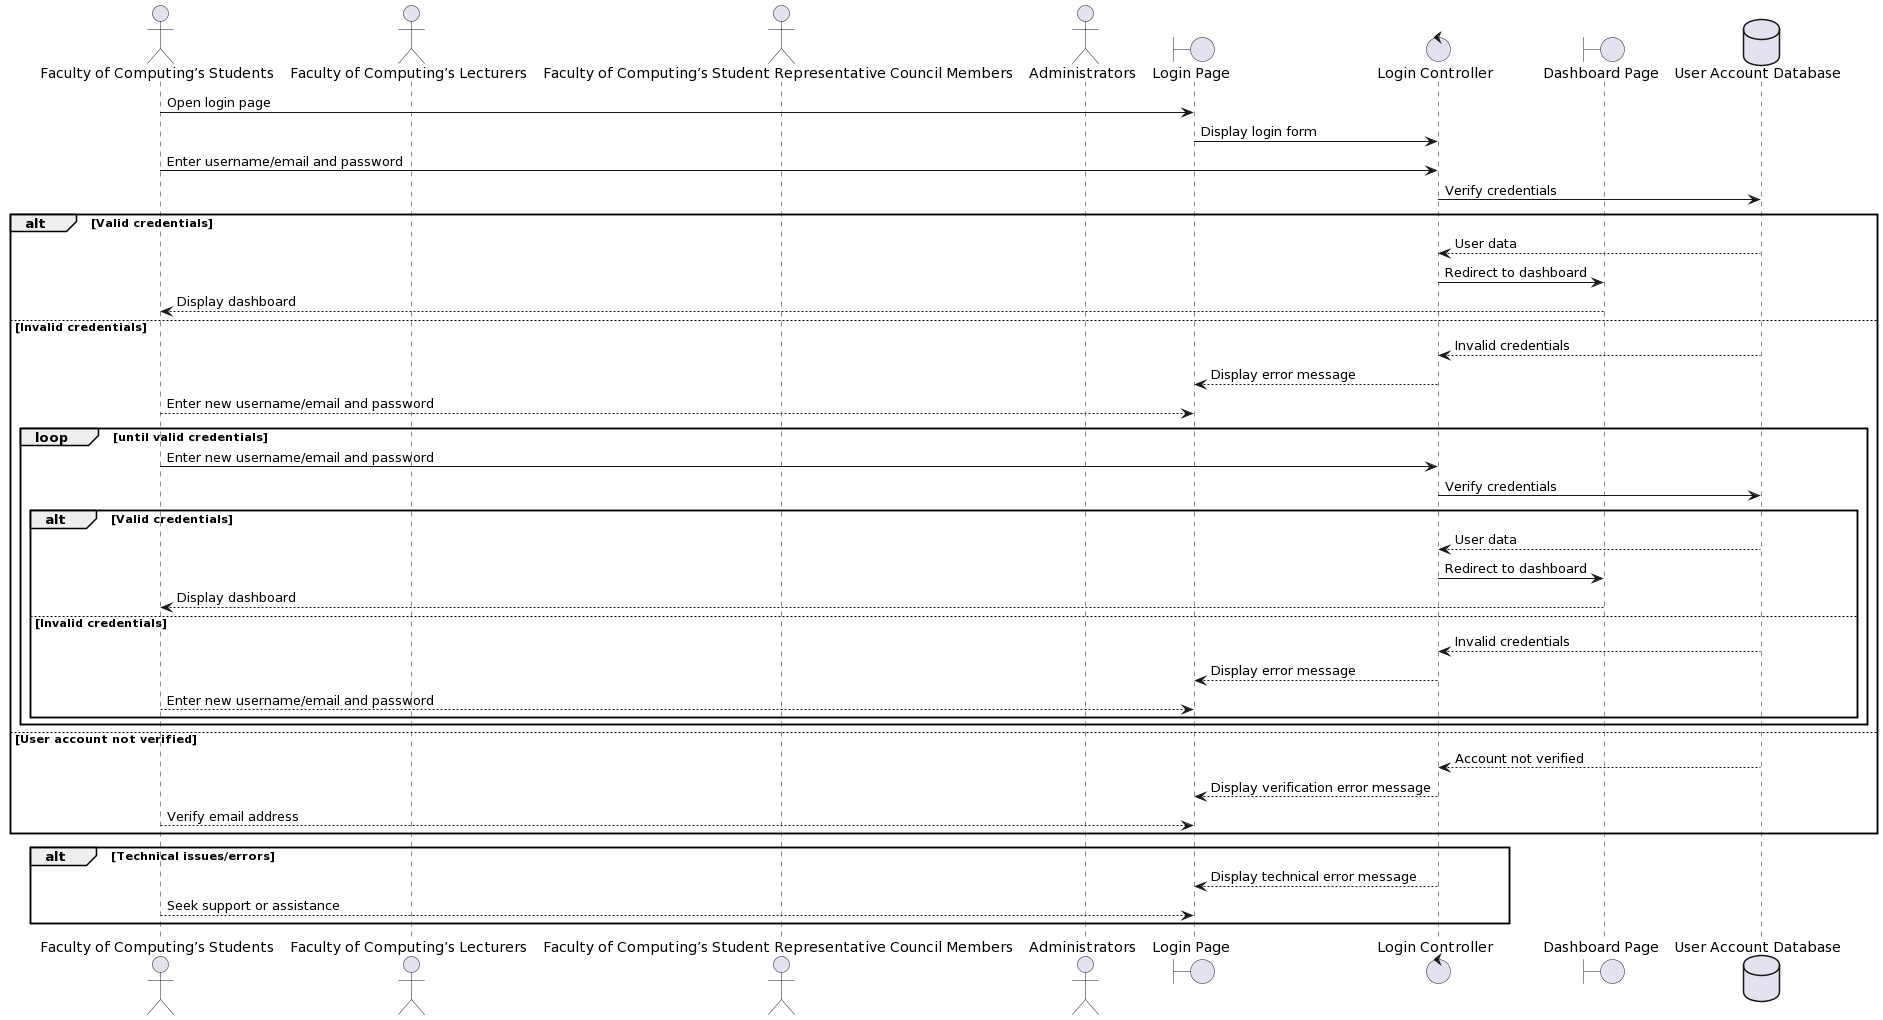 Faculty of Computing’s Students
Faculty of Computing’s Lecturers
Faculty of Computing’s Student Representative Council Members
Administrators
Login Page
Login Controller
Dashboard Page
User Account Database
Open login page
Display login form
Enter username/email and password
Verify credentials
alt [Valid credentials]
User data
Redirect to dashboard
Display dashboard
[Invalid credentials]
Invalid credentials
Display error message
Enter new username/email and password
loop [until valid credentials]
Enter new username/email and password
Verify credentials
alt [Valid credentials]
User data
Redirect to dashboard
Display dashboard
[Invalid credentials]
Invalid credentials
Display error message
Enter new username/email and password
[User account not verified]
Account not verified
Display verification error message
Verify email address
alt [Technical issues/errors]
Display technical error message
Seek support or assistance
Faculty of Computing’s Students
Faculty of Computing’s Lecturers
Faculty of Computing’s Student Representative Council Members
Administrators
Login Page
Login Controller
Dashboard Page
User Account Database